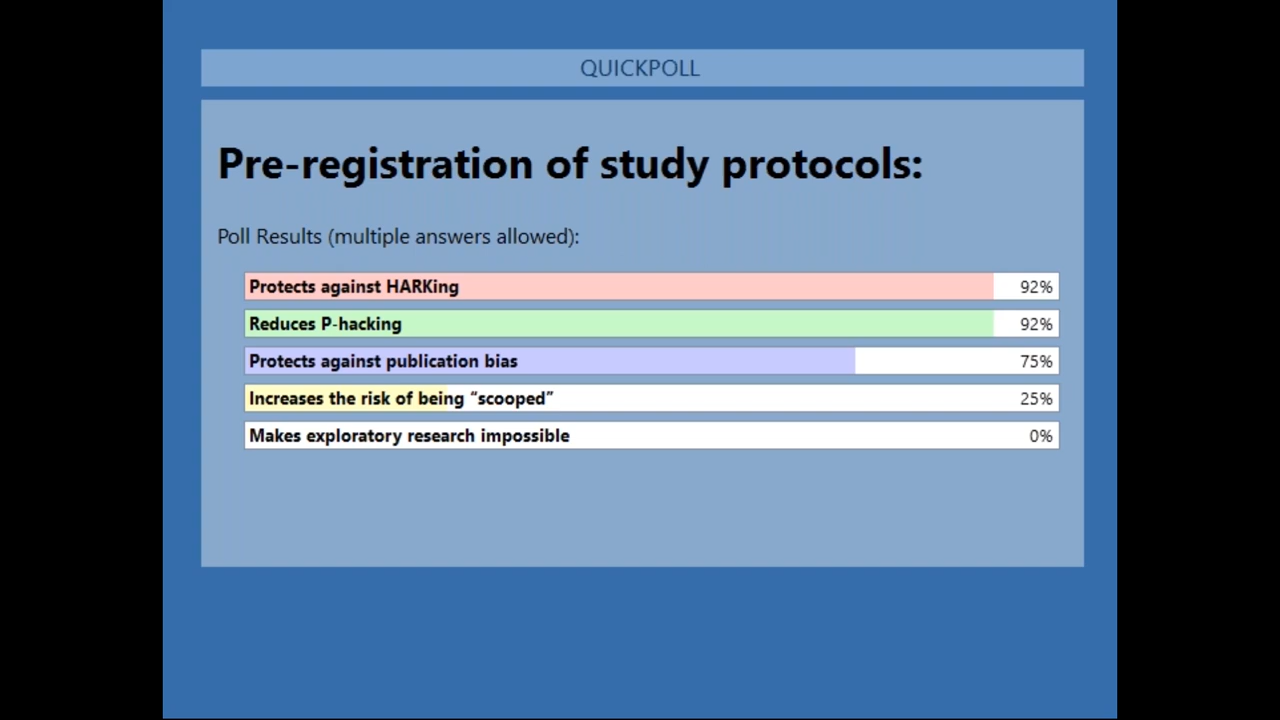 QUICKPOLL
Pre-registration of study protocols:
Poll Results (multiple answers allowed):
Protects against HARKing 92%
Reduces P-hacking 92%
Protects against publication bias 75%
Increases the risk of being “scooped” 25%
Makes exploratory research impossible 0%